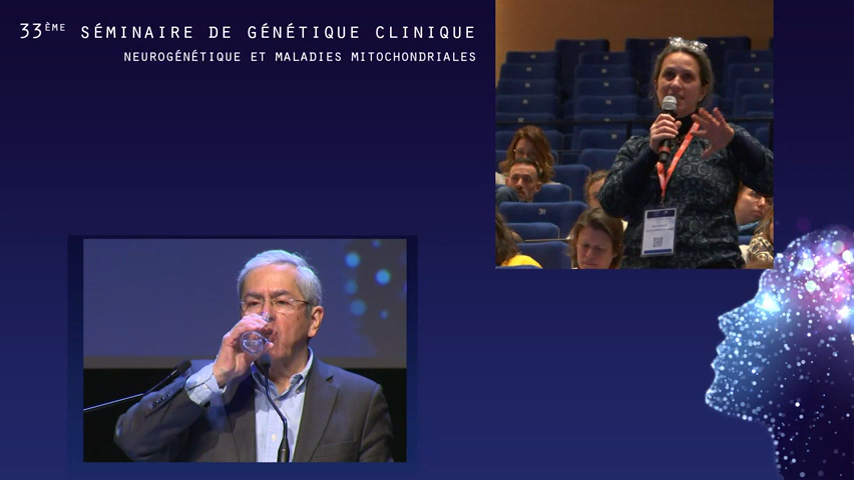 33ÈME SÉMINAIRE DE GÉNÉTIQUE CLINIQUE
NEUROGÉNÉTIQUE ET MALADIES MITOCHONDRIALES